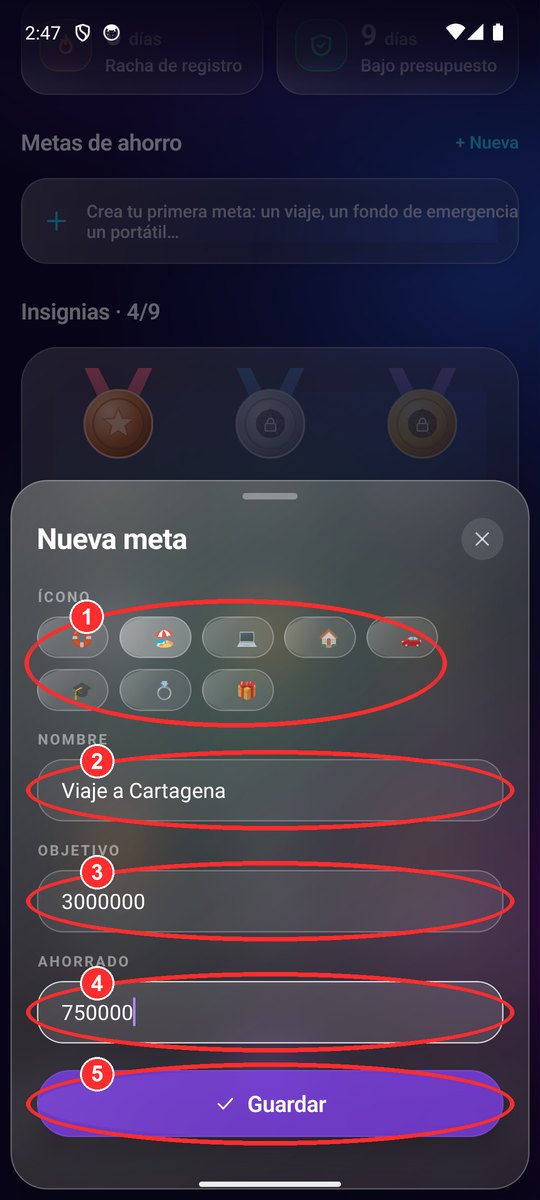 2:47
días
9 días
Racha de registro
Bajo presupuesto
Metas de ahorro
+ Nueva
Crea tu primera meta: un viaje, un fondo de emergencia
un portátil...
Insignias · 4/9
Nueva meta
ÍCONO
1
NOMBRE
2
Viaje a Cartagena
OBJETIVO
3
3000000
AHORRADO
4
750000
5
Guardar